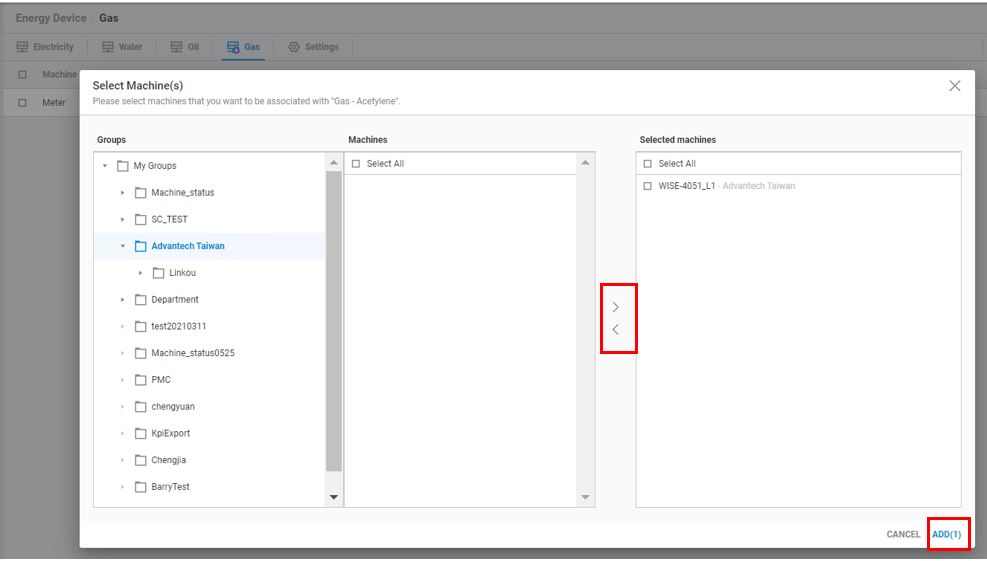 Energy Device / Gas
Electricity Water Oil Gas Settings
Machine
Meter
Select Machine(s)
Please select machines that you want to be associated with "Gas - Acetylene".
Groups Machines Selected machines
My Groups
Select All
Select All
Machine_status
WISE-4051_L1 - Advantech Taiwan
SC_TEST
Advantech Taiwan
Linkou
Department
test20210311
Machine_status0525
PMC
chengyuan
KpiExport
Chengjia
BarryTest
CANCEL ADD(1)